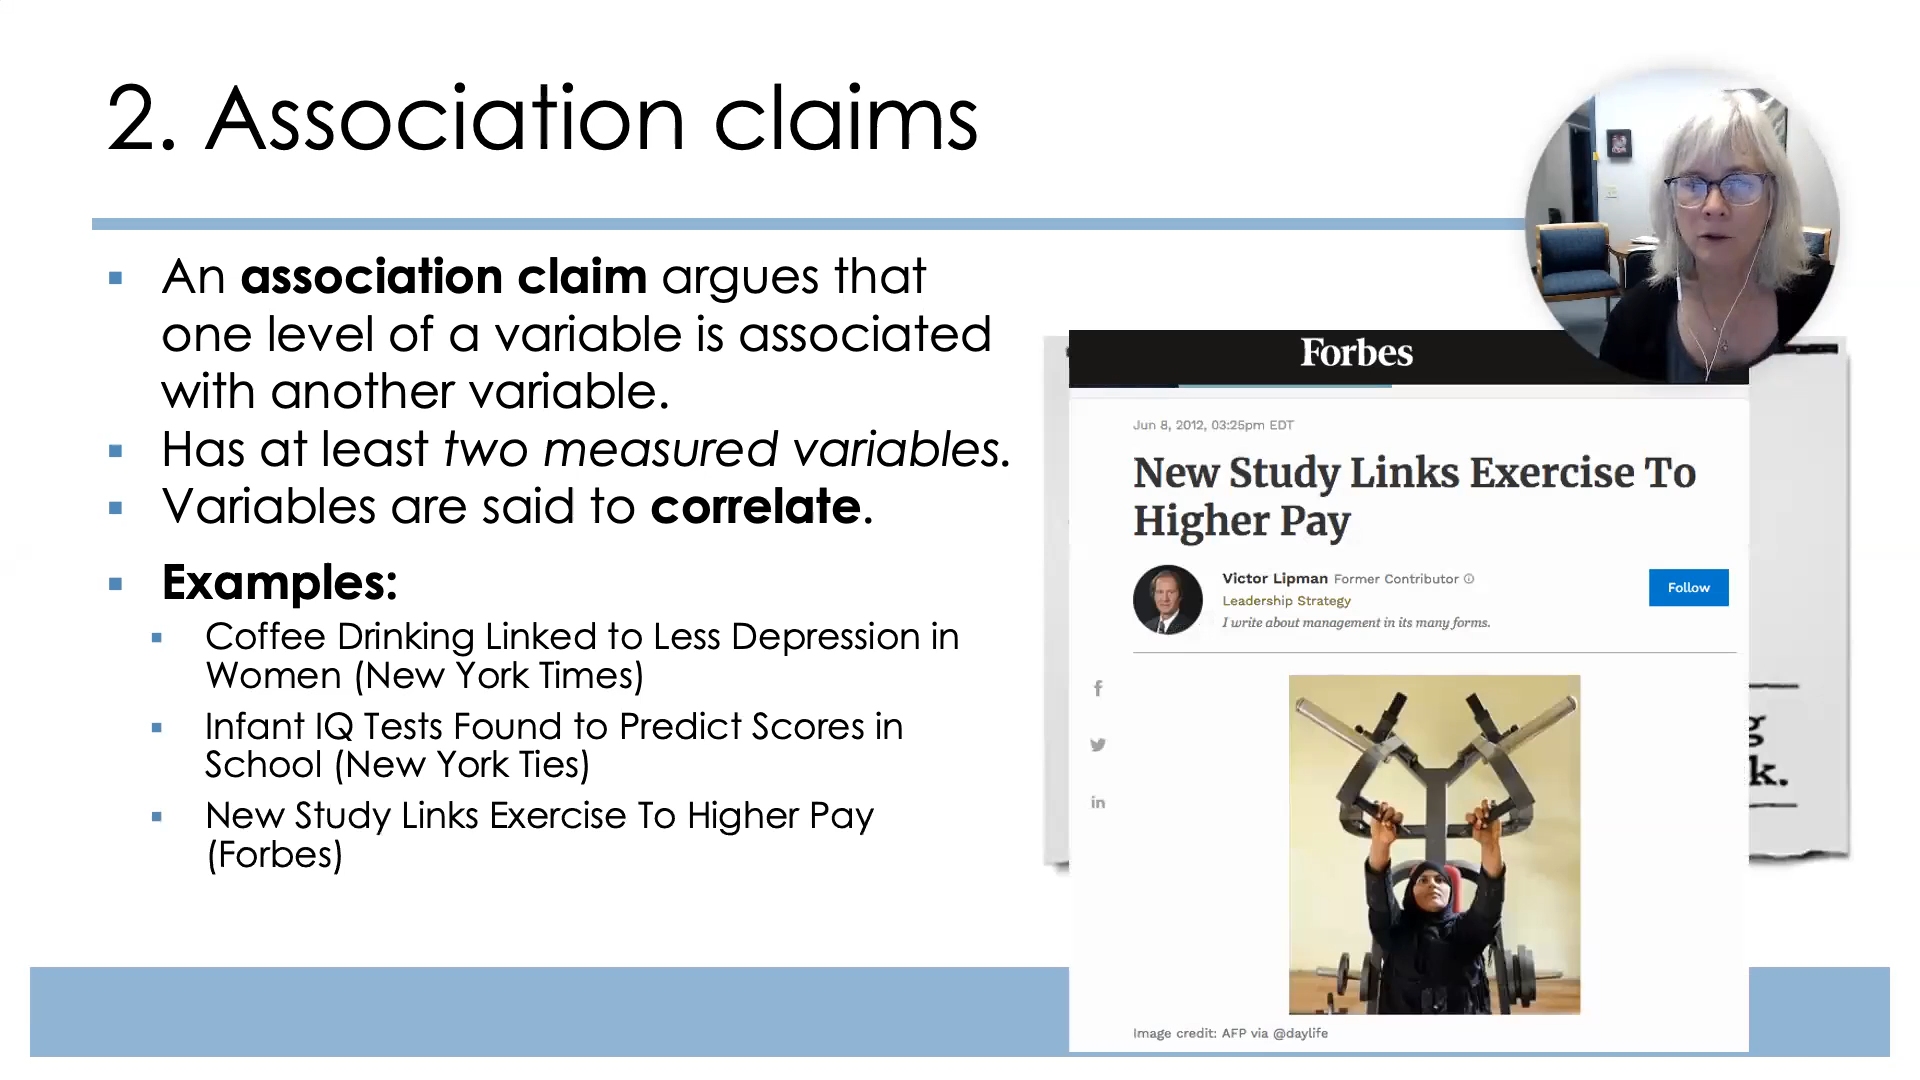 2. Association claims
An association claim argues that
one level of a variable is associated
with another variable.
Has at least two measured variables.
Variables are said to correlate.
Examples:
Coffee Drinking Linked to Less Depression in
Women (New York Times)
Infant IQ Tests Found to Predict Scores in
School (New York Ties)
New Study Links Exercise To Higher Pay
(Forbes)
Forbes
Jun 8, 2012, 03:25pm EDT
New Study Links Exercise To
Higher Pay
Victor Lipman Former Contributor
Leadership Strategy
I write about management in its many forms.
Follow
f
in
g
k.
Image credit: AFP via @daylife